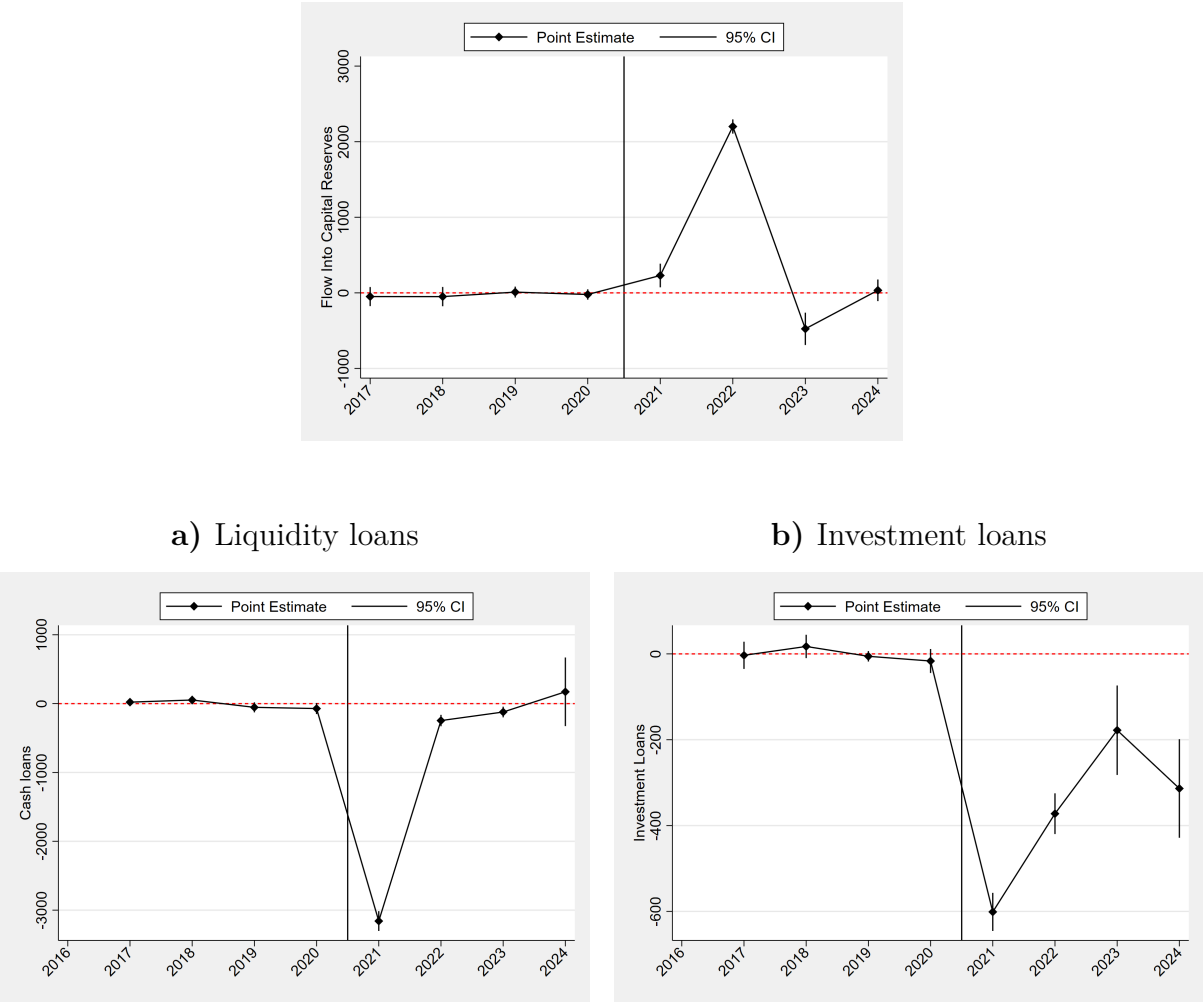 Point Estimate 95% CI
Flow Into Capital Reserves
3000
2000
1000
0
-1000
2017 2018 2019 2020 2021 2022 2023 2024
a) Liquidity loans
Point Estimate 95% CI
Cash loans
1000
0
-1000
-2000
-3000
2016 2017 2018 2019 2020 2021 2022 2023 2024
b) Investment loans
Point Estimate 95% CI
Investment Loans
0
-200
-400
-600
2016 2017 2018 2019 2020 2021 2022 2023 2024